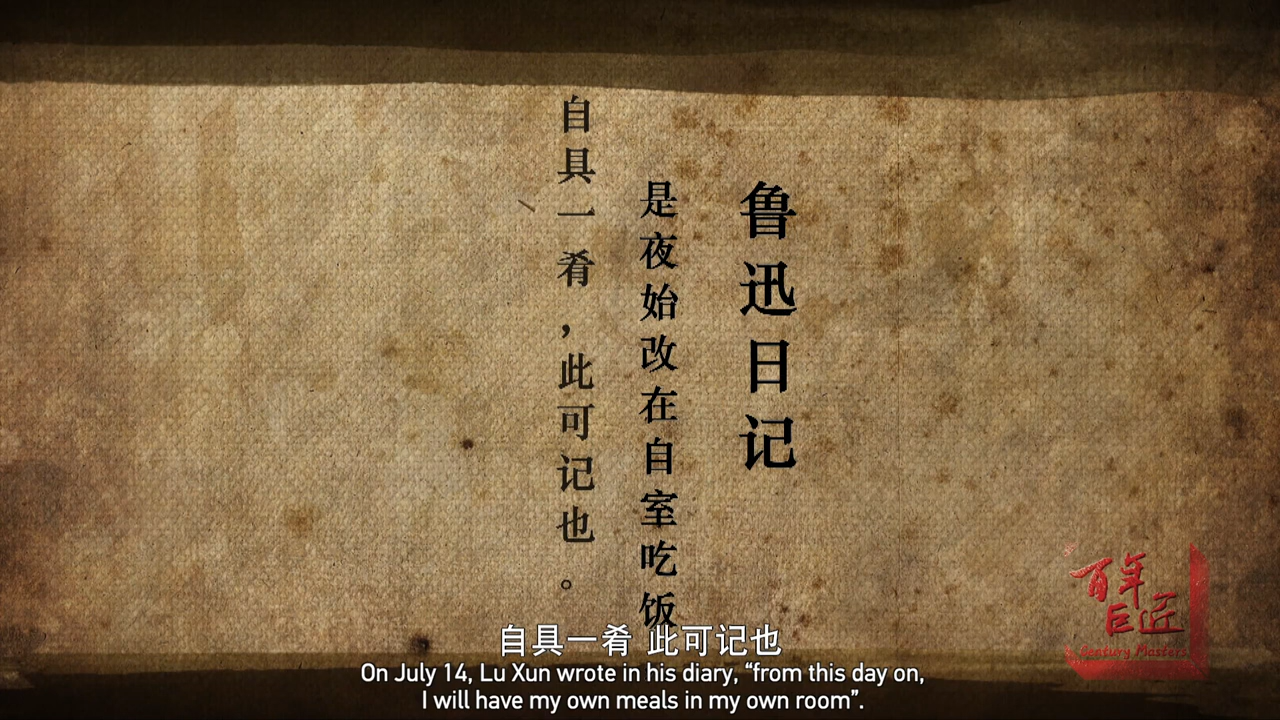 鲁迅日记
是夜始改在自室吃饭
自具一肴，此可记也。
百年
巨匠
Century Masters
自具一肴 此可记也
On July 14, Lu Xun wrote in his diary, “from this day on,
I will have my own meals in my own room”.